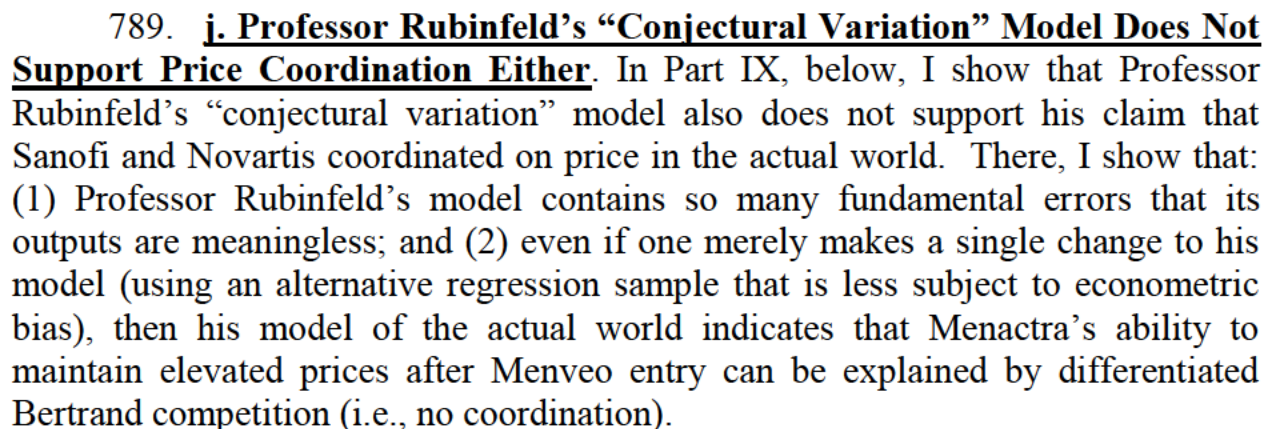 789. j. Professor Rubinfeld’s “Conjectural Variation” Model Does Not
Support Price Coordination Either. In Part IX, below, I show that Professor
Rubinfeld’s “conjectural variation” model also does not support his claim that
Sanofi and Novartis coordinated on price in the actual world. There, I show that:
(1) Professor Rubinfeld’s model contains so many fundamental errors that its
outputs are meaningless; and (2) even if one merely makes a single change to his
model (using an alternative regression sample that is less subject to econometric
bias), then his model of the actual world indicates that Menactra’s ability to
maintain elevated prices after Menveo entry can be explained by differentiated
Bertrand competition (i.e., no coordination).